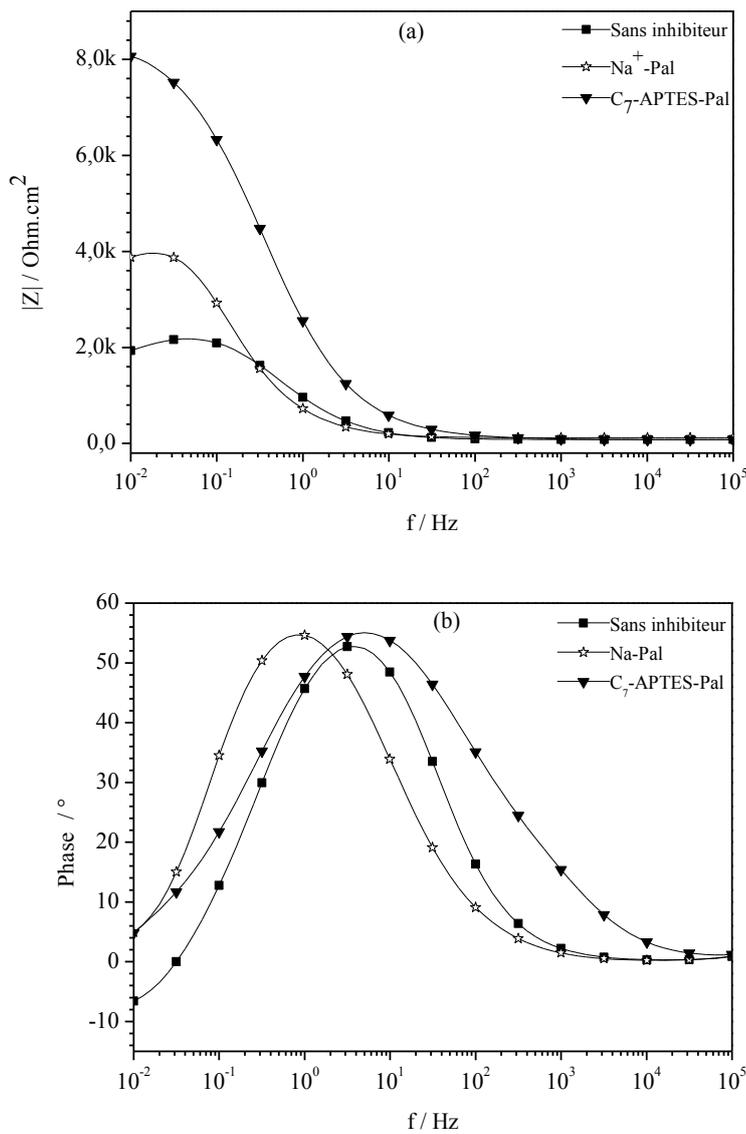 (a)
Sans inhibiteur
Na⁺-Pal
C₇-APTES-Pal
8,0k
6,0k
4,0k
2,0k
0,0
|Z| / Ohm.cm²
10⁻² 10⁻¹ 10⁰ 10¹ 10² 10³ 10⁴ 10⁵
f / Hz
(b)
Sans inhibiteur
Na-Pal
C₇-APTES-Pal
60
50
40
30
20
10
0
-10
Phase / °
10⁻² 10⁻¹ 10⁰ 10¹ 10² 10³ 10⁴ 10⁵
f / Hz